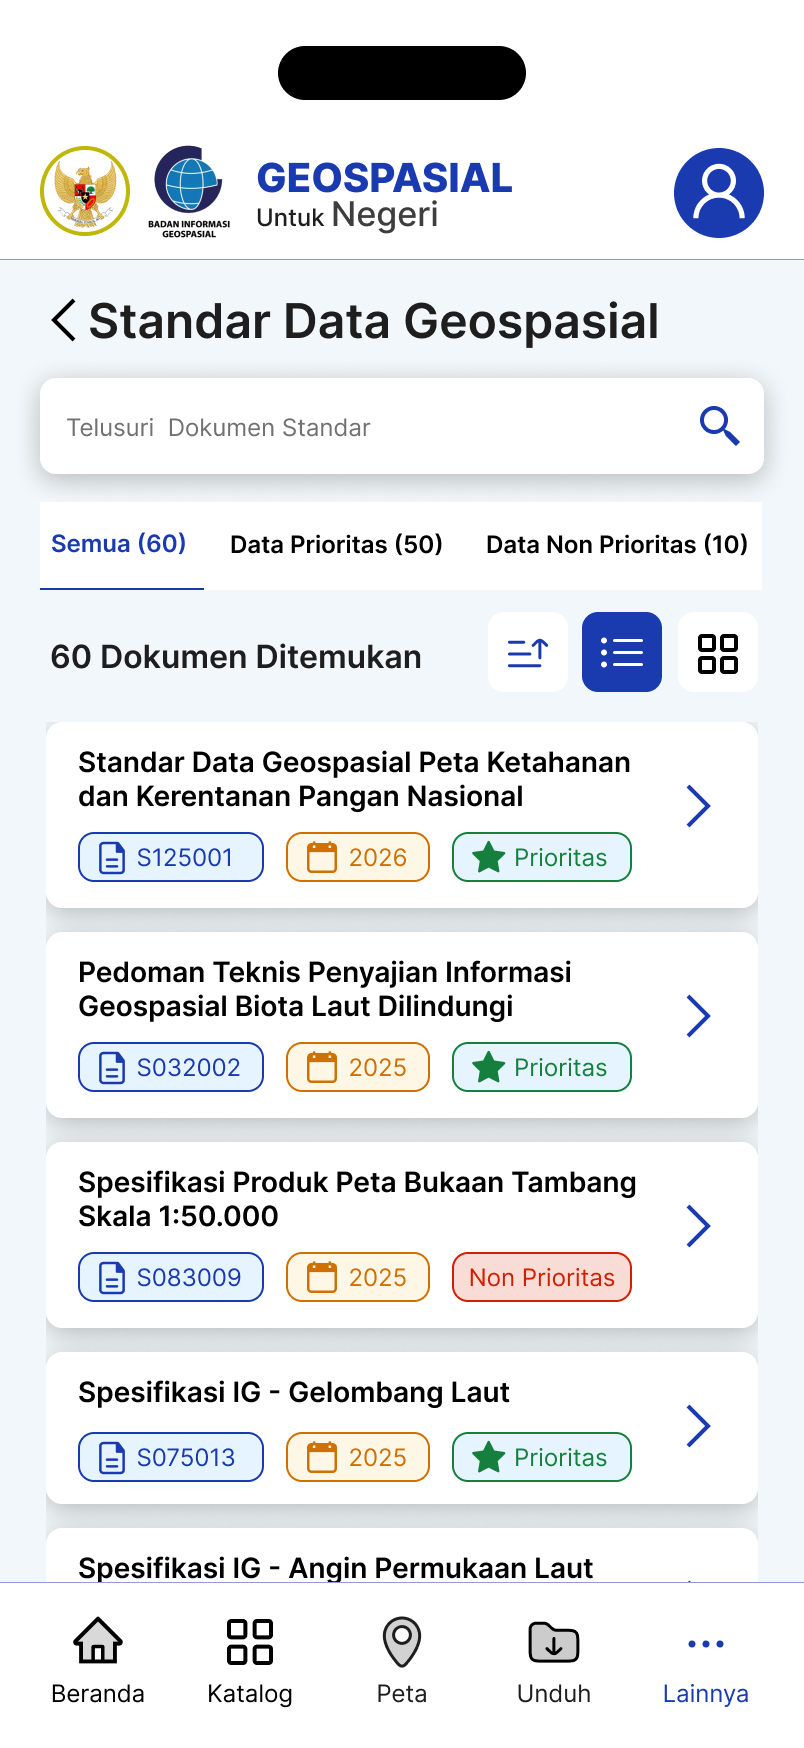 BADAN INFORMASI
GEOSPASIAL
GEOSPASIAL
Untuk Negeri
Standar Data Geospasial
Telusuri Dokumen Standar
Semua (60)
Data Prioritas (50)
Data Non Prioritas (10)
60 Dokumen Ditemukan
Standar Data Geospasial Peta Ketahanan
dan Kerentanan Pangan Nasional
S125001
2026
Prioritas
Pedoman Teknis Penyajian Informasi
Geospasial Biota Laut Dilindungi
S032002
2025
Prioritas
Spesifikasi Produk Peta Bukaan Tambang
Skala 1:50.000
S083009
2025
Non Prioritas
Spesifikasi IG - Gelombang Laut
S075013
2025
Prioritas
Spesifikasi IG - Angin Permukaan Laut
Beranda
Katalog
Peta
Unduh
Lainnya